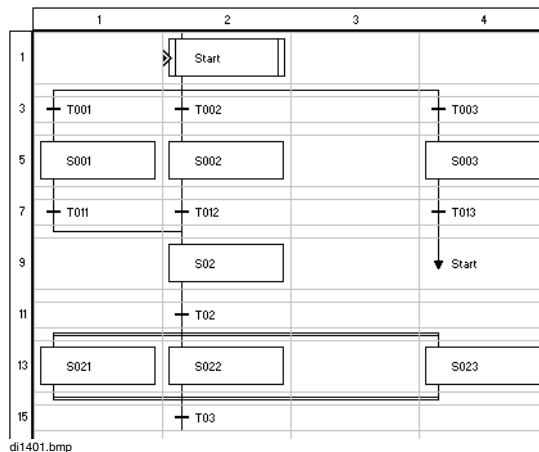 1 2 3 4
1 Start
3 T001 T002 T003
5 S001 S002 S003
7 T011 T012 T013
9 S02 Start
11 T02
13 S021 S022 S023
15 T03
di1401.bmp